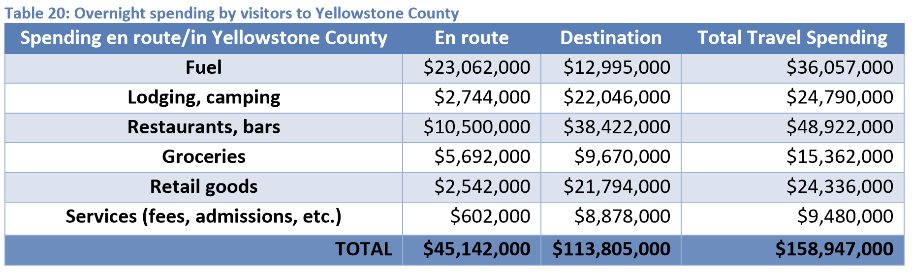 Table 20: Overnight spending by visitors to Yellowstone County
Spending en route/in Yellowstone County En route Destination Total Travel Spending
Fuel $23,062,000 $12,995,000 $36,057,000
Lodging, camping $2,744,000 $22,046,000 $24,790,000
Restaurants, bars $10,500,000 $38,422,000 $48,922,000
Groceries $5,692,000 $9,670,000 $15,362,000
Retail goods $2,542,000 $21,794,000 $24,336,000
Services (fees, admissions, etc.) $602,000 $8,878,000 $9,480,000
TOTAL $45,142,000 $113,805,000 $158,947,000